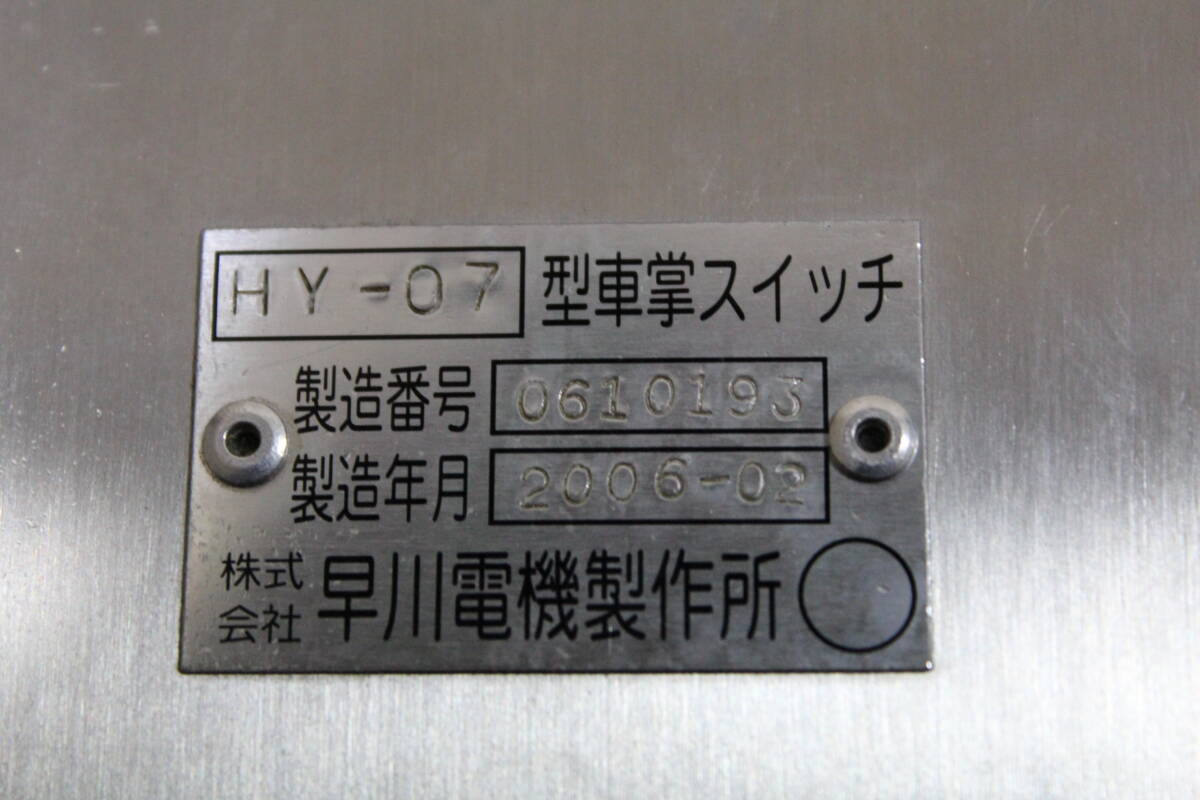 HY-07 型車掌スイッチ
製造番号 0610193
製造年月 2006-02
株式会社 早川電機製作所